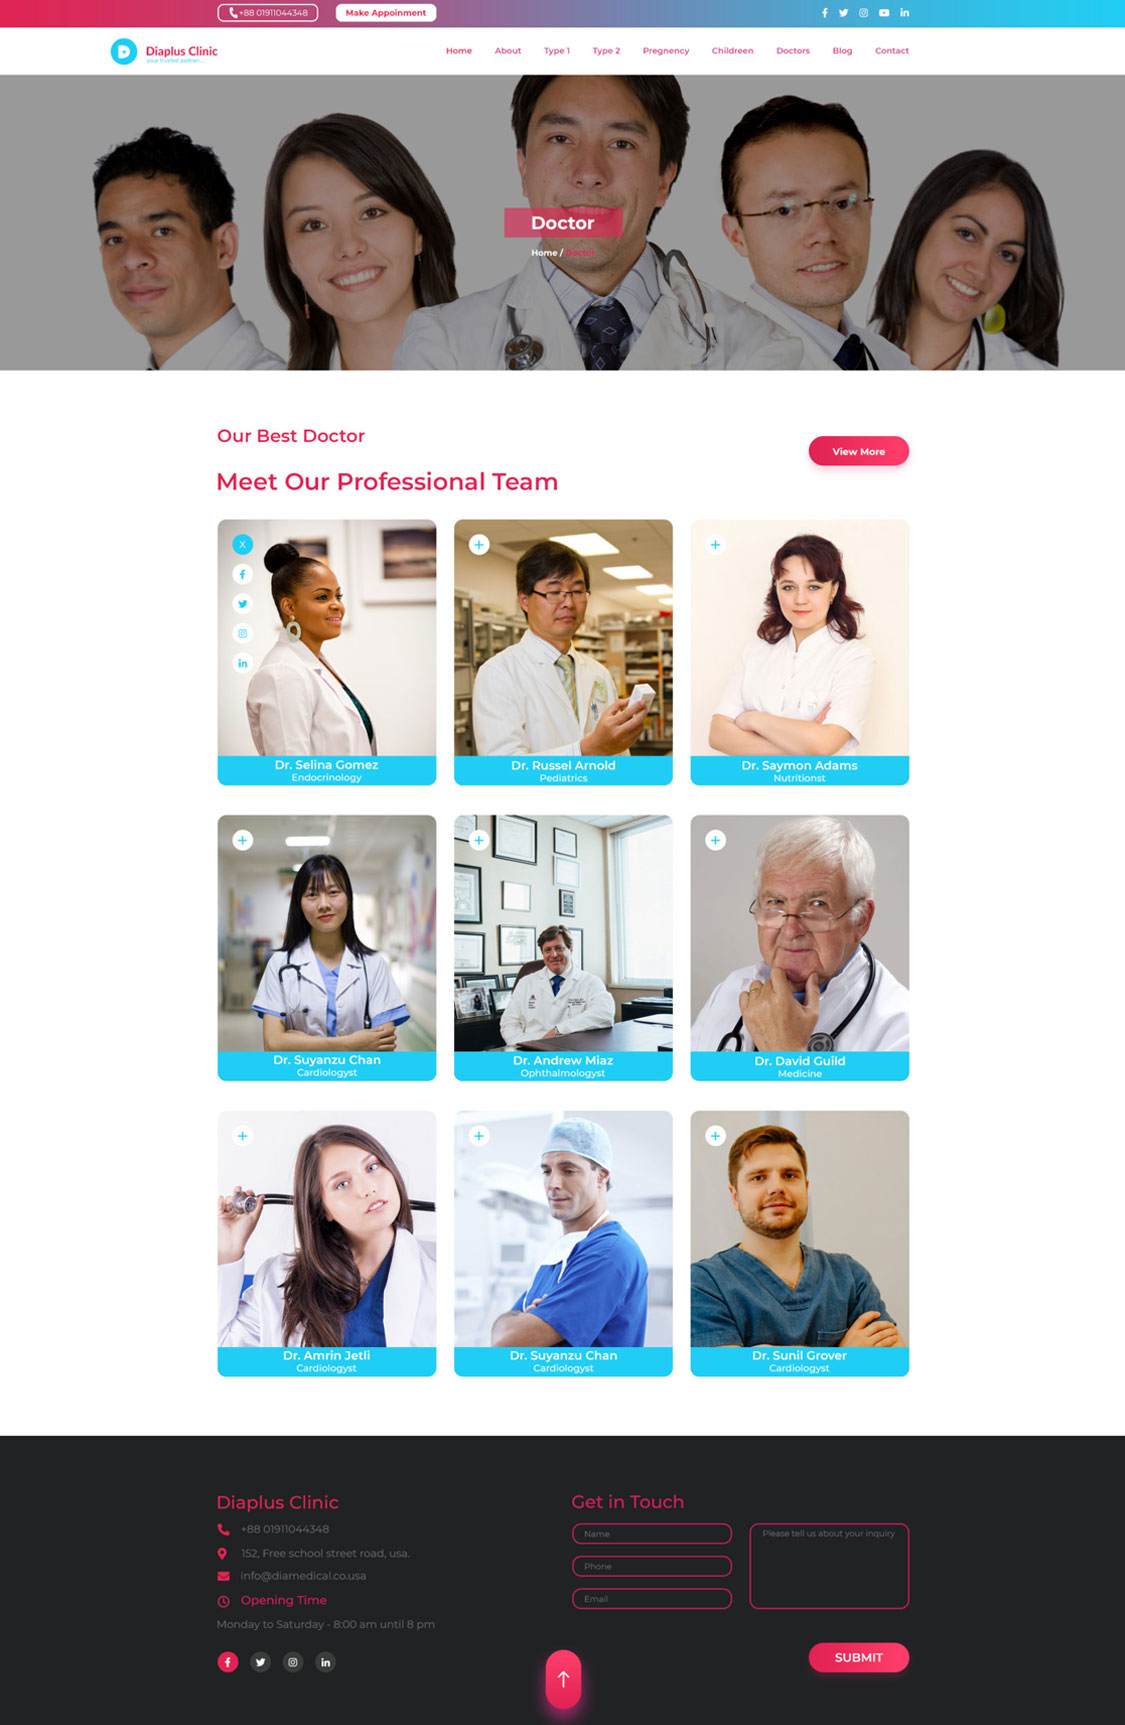 +88 01911044348
Make Appoinment
Diaplus Clinic
your trusted partner...
Home
About
Type 1
Type 2
Pregnency
Childreen
Doctors
Blog
Contact
Doctor
Home / Doctor
Our Best Doctor
View More
Meet Our Professional Team
X
Dr. Selina Gomez
Endocrinology
Dr. Russel Arnold
Pediatrics
Dr. Saymon Adams
Nutritionst
Dr. Suyanzu Chan
Cardiologyst
Dr. Andrew Miaz
Ophthalmologyst
Dr. David Guild
Medicine
Dr. Amrin Jetli
Cardiologyst
Dr. Suyanzu Chan
Cardiologyst
Dr. Sunil Grover
Cardiologyst
Diaplus Clinic
+88 01911044348
152, Free school street road, usa.
info@diamedical.co.usa
Opening Time
Monday to Saturday - 8:00 am until 8 pm
Get in Touch
Name
Phone
Email
Please tell us about your inquiry
SUBMIT